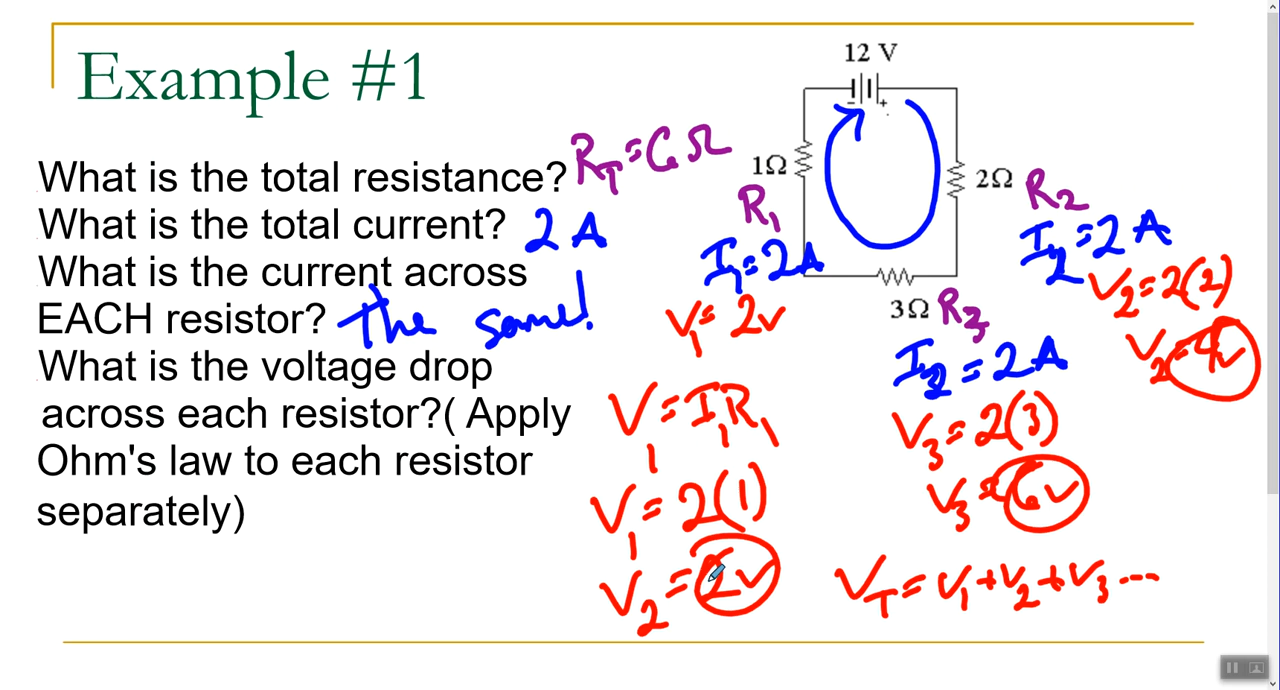 Example #1
12 V
- +
What is the total resistance? RT=6Ω
1Ω
2Ω
R1
R2
What is the total current? 2 A
I1=2A
I2=2A
What is the current across
EACH resistor? the same!
V1=2v
3Ω
R3
V2=2(2)
V2=4v
What is the voltage drop
across each resistor?( Apply
Ohm's law to each resistor
separately)
V1=I1R1
V1=2(1)
V2=2v
I3=2A
V3=2(3)
V3=6v
VT=V1+V2+V3...